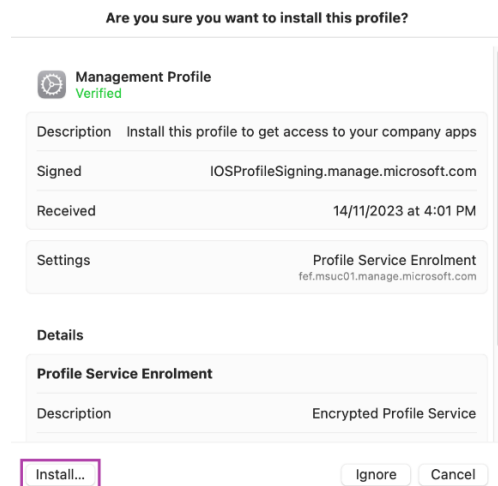 Are you sure you want to install this profile?
Management Profile
Verified
Description Install this profile to get access to your company apps
Signed IOSProfileSigning.manage.microsoft.com
Received 14/11/2023 at 4:01 PM
Settings Profile Service Enrolment
fef.msuc01.manage.microsoft.com
Details
Profile Service Enrolment
Description Encrypted Profile Service
Install... Ignore Cancel